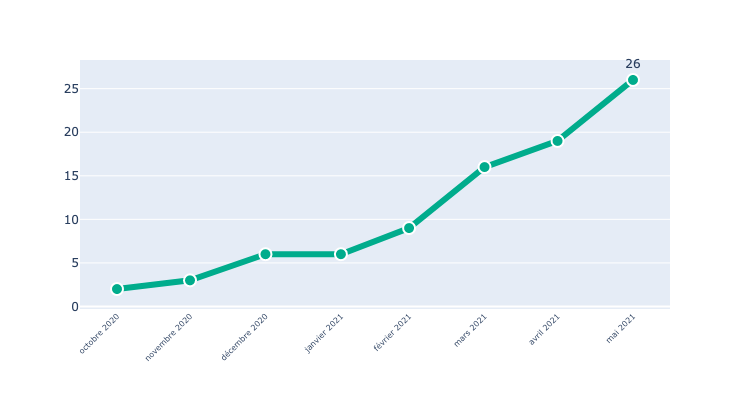 26
25
20
15
10
5
0
octobre 2020
novembre 2020
décembre 2020
janvier 2021
février 2021
mars 2021
avril 2021
mai 2021